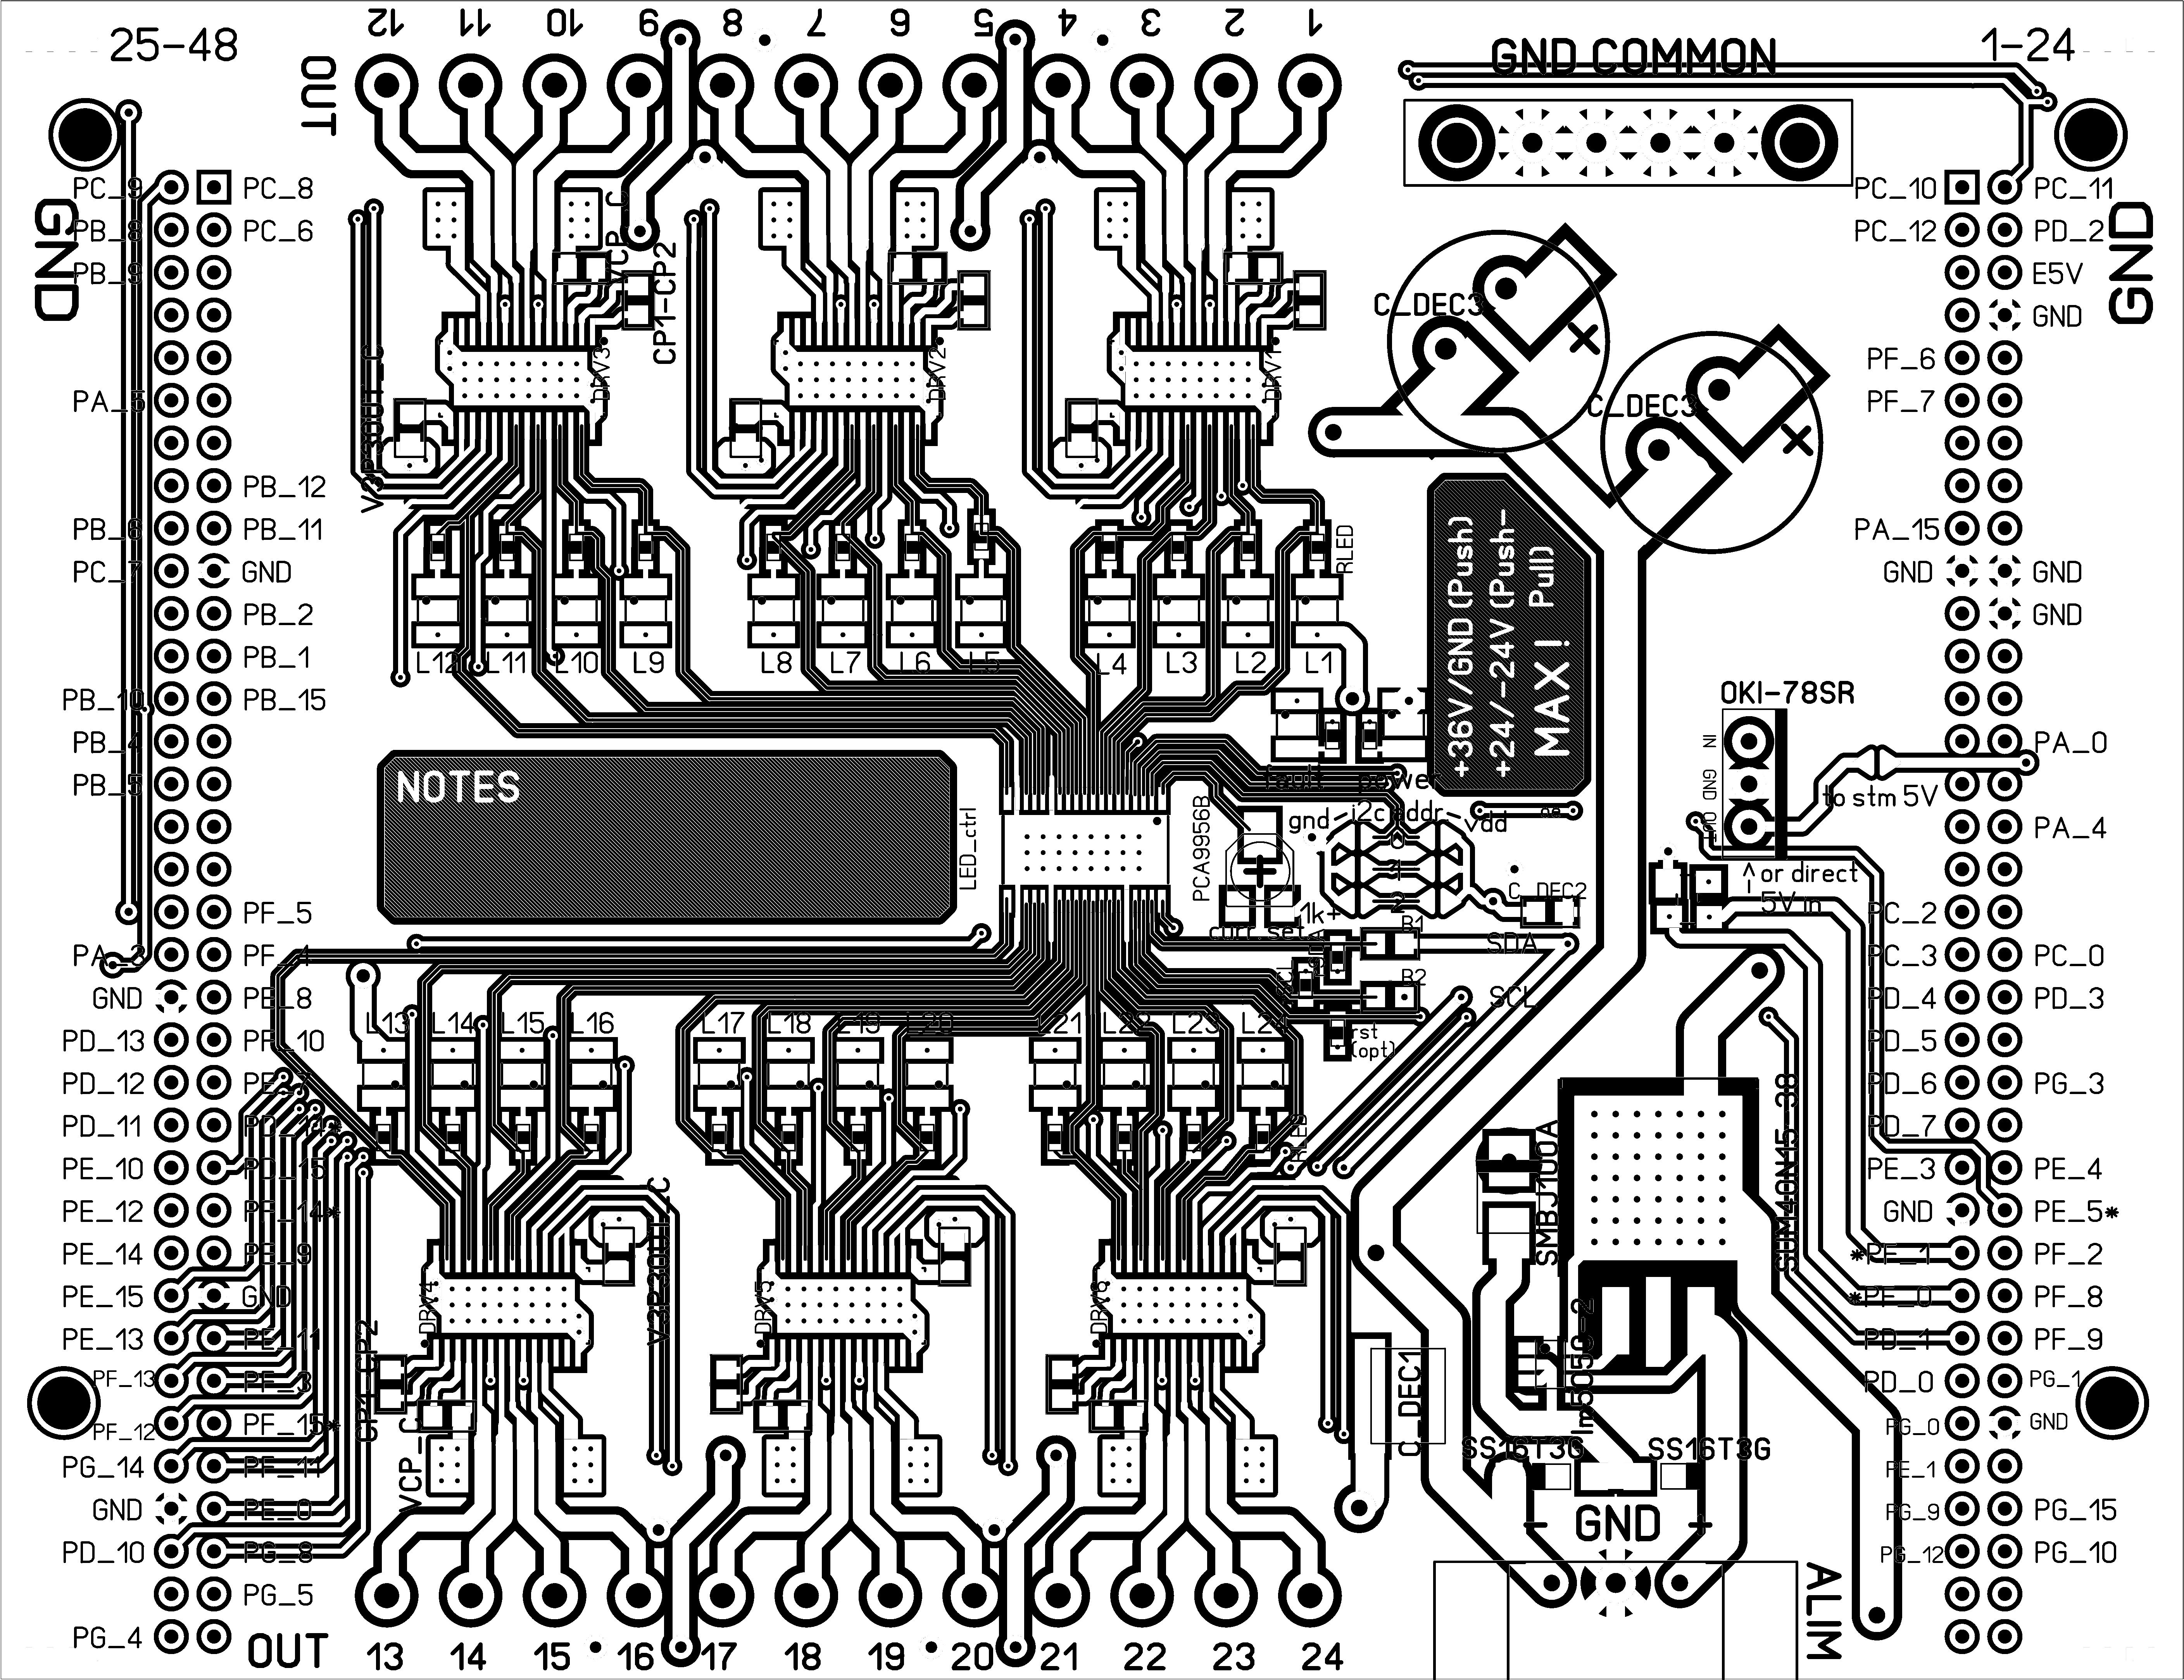 12 11 10 9 8 7 6 5 4 3 2 1
25-48
OUT
GND COMMON
1-24
GND
PC_9
PC_8
PB_8
PC_6
PB_9
PA_5
PB_12
PB_6
PB_11
PC_7
GND
PB_2
PB_1
PB_10
PB_15
PB_4
PB_5
PF_5
PA_3
PF_4
GND
PE_8
PD_13
PF_10
PD_12
PE_7
PD_11
PD_14*
PE_10
PD_15
PE_12
PF_14*
PE_14
PE_9
PE_15
GND
PE_13
PE_11
PF_13
PF_3
PF_12
PF_15*
PG_14
PF_11
GND
PE_0
PD_10
PG_8
PG_5
PG_4
VCP_C
CP1-CP2
V3P3OUT_C
DRV3
DRV2
DRV1
RLED
L12 L11 L10 L9 L8 L7 L6 L5 L4 L3 L2 L1
C_DEC3
+
C_DEC3
+
+36V/GND (Push)
+24/-24V (Push-
Pull)
MAX !
fault
power
NOTES
LED_ctrl
PCA9956B
gnd
i2c addr
vdd
1
2
+
1k+
curr set
C_DEC2
R1
SDA
R2
SCL
rst
(opt)
OKI-78SR
IN
GND
OUT
to stm 5V
^ or direct
5V in
L13 L14 L15 L16 L17 L18 L19 L20 L21 L22 L23 L24
RLED
V3P3OUT_C
DRV4
DRV5
DRV6
CP1-CP2
VCP_C
C_DEC1
SMBJ100A
SUM40N15-38
lm5050-2
SS16T3G
SS16T3G
- GND +
ALIM
GND
PC_10
PC_11
PC_12
PD_2
E5V
GND
PF_6
PF_7
PA_15
GND
GND
GND
PA_0
PA_4
PC_2
PC_3
PC_0
PD_4
PD_3
PD_5
PD_6
PG_3
PD_7
PE_3
PE_4
GND
PE_5*
*PF_1
PF_2
*PF_0
PF_8
PD_1
PF_9
PD_0
PG_1
PG_0
GND
PE_1
PG_9
PG_15
PG_12
PG_10
OUT
13 14 15 16 17 18 19 20 21 22 23 24